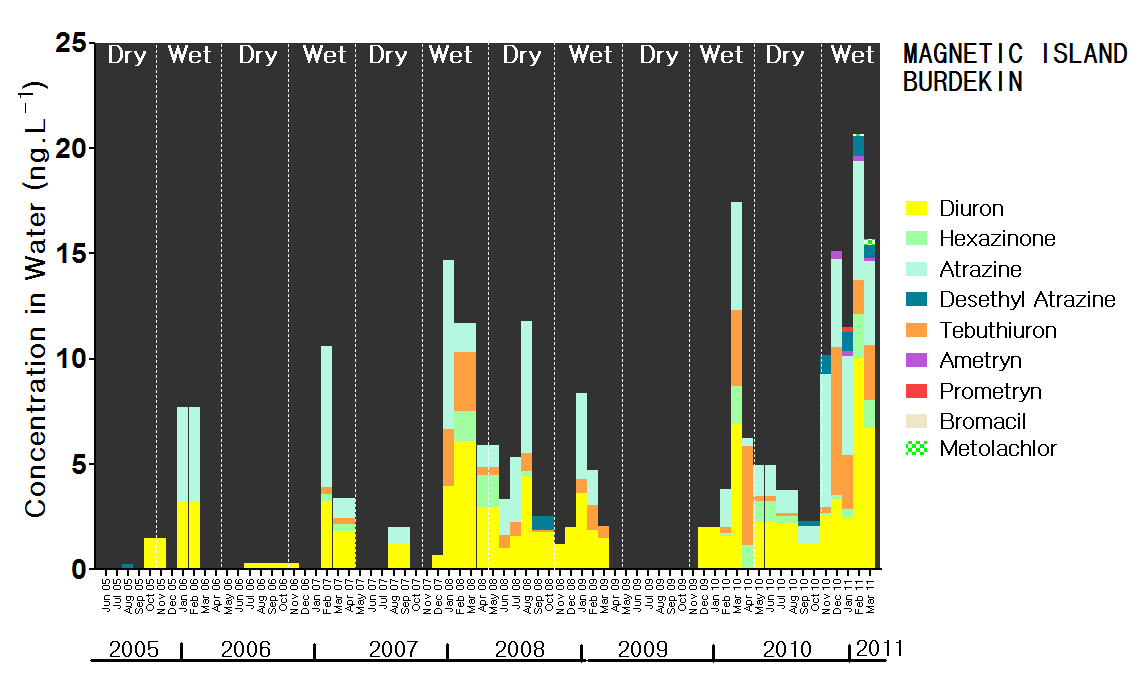 MAGNETIC ISLAND
BURDEKIN
Dry Wet Dry Wet Dry Wet Dry Wet Dry Wet Dry Wet
25
20
15
10
5
0
Concentration in Water (ng.L⁻¹)
Diuron
Hexazinone
Atrazine
Desethyl Atrazine
Tebuthiuron
Ametryn
Prometryn
Bromacil
Metolachlor
Jun 05 Jul 05 Aug 05 Sep 05 Oct 05 Nov 05 Dec 05 Jan 06 Feb 06 Mar 06 Apr 06 May 06 Jun 06 Jul 06 Aug 06 Sep 06 Oct 06 Nov 06 Dec 06 Jan 07 Feb 07 Mar 07 Apr 07 May 07 Jun 07 Jul 07 Aug 07 Sep 07 Oct 07 Nov 07 Dec 07 Jan 08 Feb 08 Mar 08 Apr 08 May 08 Jun 08 Jul 08 Aug 08 Sep 08 Oct 08 Nov 08 Dec 08 Jan 09 Feb 09 Mar 09 Apr 09 May 09 Jun 09 Jul 09 Aug 09 Sep 09 Oct 09 Nov 09 Dec 09 Jan 10 Feb 10 Mar 10 Apr 10 May 10 Jun 10 Jul 10 Aug 10 Sep 10 Oct 10 Nov 10 Dec 10 Jan 11 Feb 11 Mar 11
2005 2006 2007 2008 2009 2010 2011